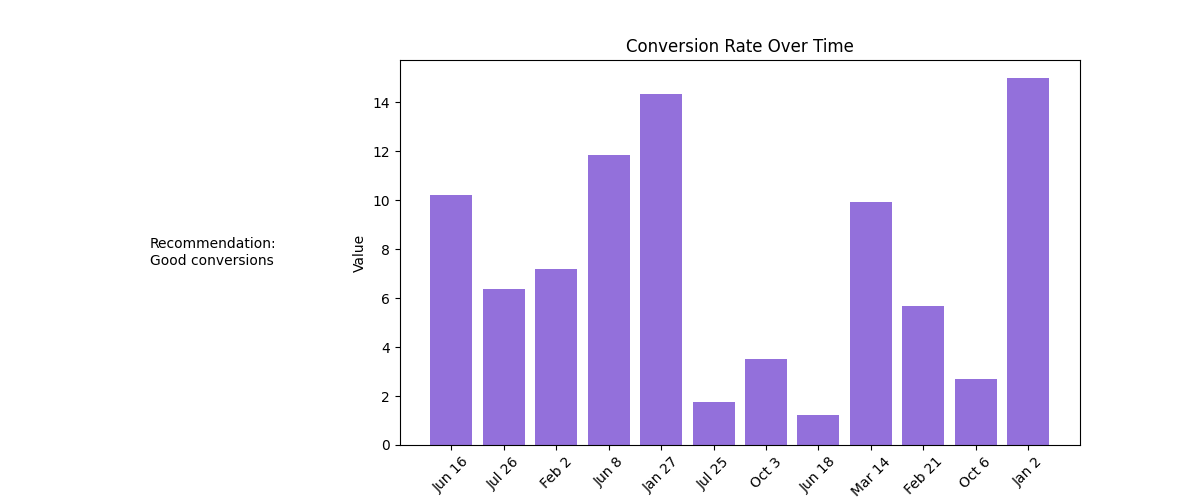 Conversion Rate Over Time
Recommendation:
Good conversions
Value
14
12
10
8
6
4
2
0
Jun 16
Jul 26
Feb 2
Jun 8
Jan 27
Jul 25
Oct 3
Jun 18
Mar 14
Feb 21
Oct 6
Jan 2